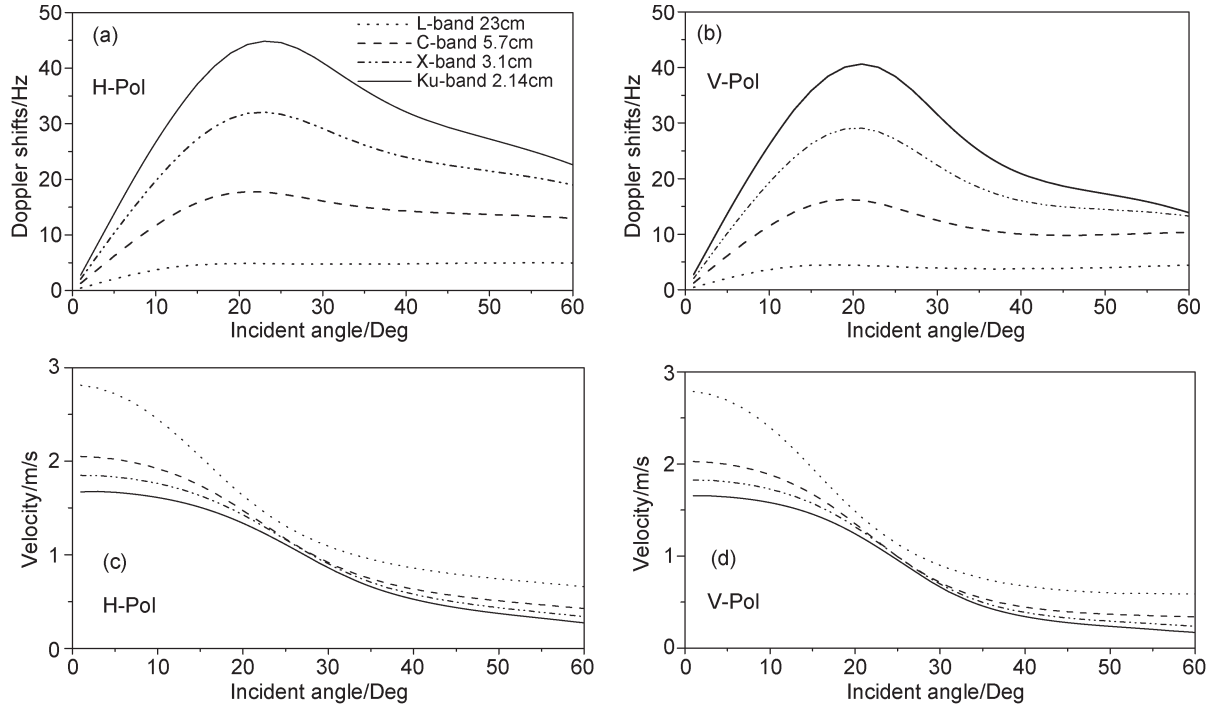 50
40
30
20
10
0
Doppler shifts/Hz
(a)
H-Pol
L-band 23cm
C-band 5.7cm
X-band 3.1cm
Ku-band 2.14cm
0 10 20 30 40 50 60
Incident angle/Deg
50
40
30
20
10
0
Doppler shifts/Hz
(b)
V-Pol
0 10 20 30 40 50 60
Incident angle/Deg
3
2
1
0
Velocity/m/s
(c)
H-Pol
0 10 20 30 40 50 60
Incident angle/Deg
3
2
1
0
Velocity/m/s
(d)
V-Pol
0 10 20 30 40 50 60
Incident angle/Deg